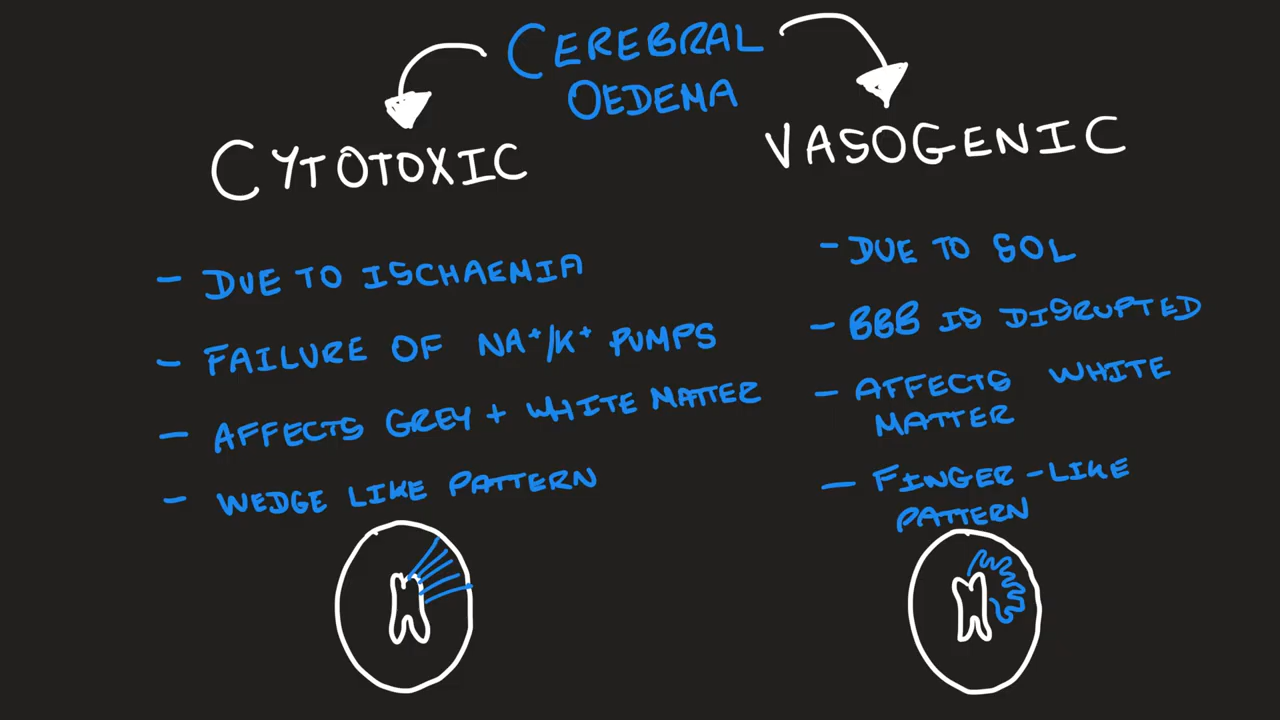 CEREBRAL
OEDEMA
CYTOTOXIC
- DUE TO ISCHAEMIA
- FAILURE OF NA⁺/K⁺ PUMPS
- AFFECTS GREY + WHITE MATTER
- WEDGE LIKE PATTERN
VASOGENIC
- DUE TO SOL
- BBB IS DISRUPTED
- AFFECTS WHITE
MATTER
- FINGER-LIKE
PATTERN